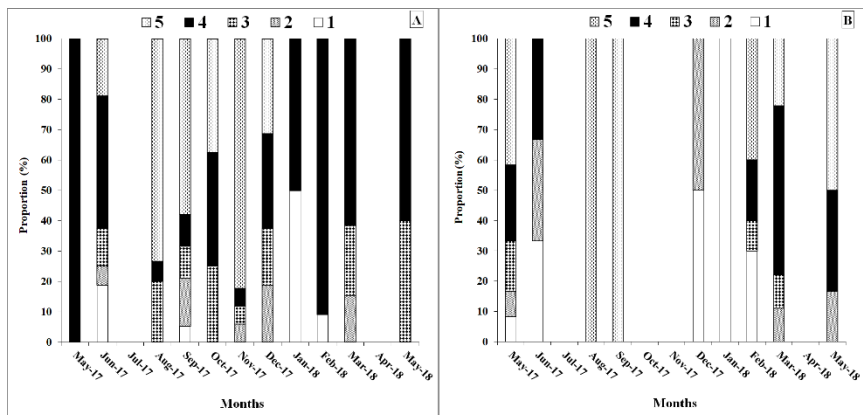 5 4 3 2 1 A
100
90
80
70
60
50
40
30
20
10
0
Proportion (%)
May-17 Jun-17 Jul-17 Aug-17 Sep-17 Oct-17 Nov-17 Dec-17 Jan-18 Feb-18 Mar-18 Apr-18 May-18
Months
5 4 3 2 1 B
100
90
80
70
60
50
40
30
20
10
0
Proportion (%)
May-17 Jun-17 Jul-17 Aug-17 Sep-17 Oct-17 Nov-17 Dec-17 Jan-18 Feb-18 Mar-18 Apr-18 May-18
Months